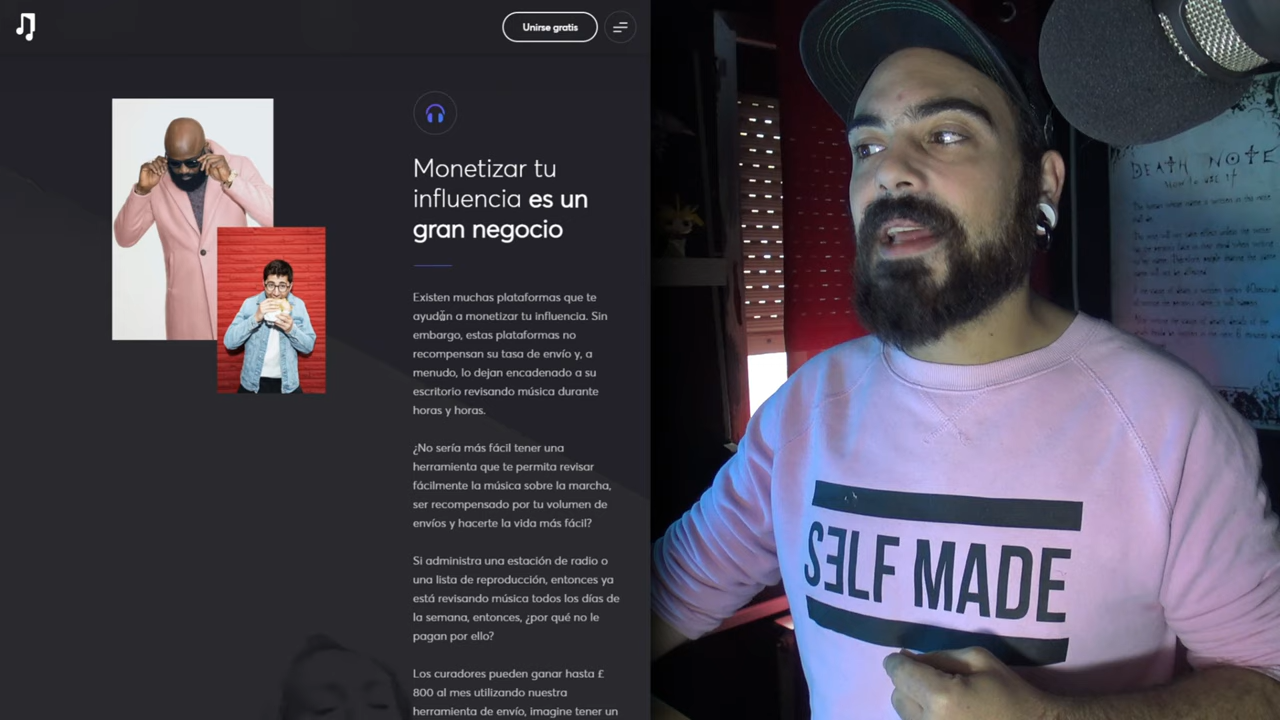 Unirse gratis
Monetizar tu
influencia es un
gran negocio
Existen muchas plataformas que te
ayudan a monetizar tu influencia. Sin
embargo, estas plataformas no
recompensan su tasa de envío y, a
menudo, lo dejan encadenado a su
escritorio revisando música durante
horas y horas.
¿No sería más fácil tener una
herramienta que te permita revisar
fácilmente la música sobre la marcha,
ser recompensado por tu volumen de
envíos y hacerte la vida más fácil?
Si administra una estación de radio o
una lista de reproducción, entonces ya
está revisando música todos los días de
la semana, entonces, ¿por qué no le
pagan por ello?
Los curadores pueden ganar hasta £
800 al mes utilizando nuestra
herramienta de envío, imagine tener un
DEATH NOTE
How to use it
SƎLF MADE